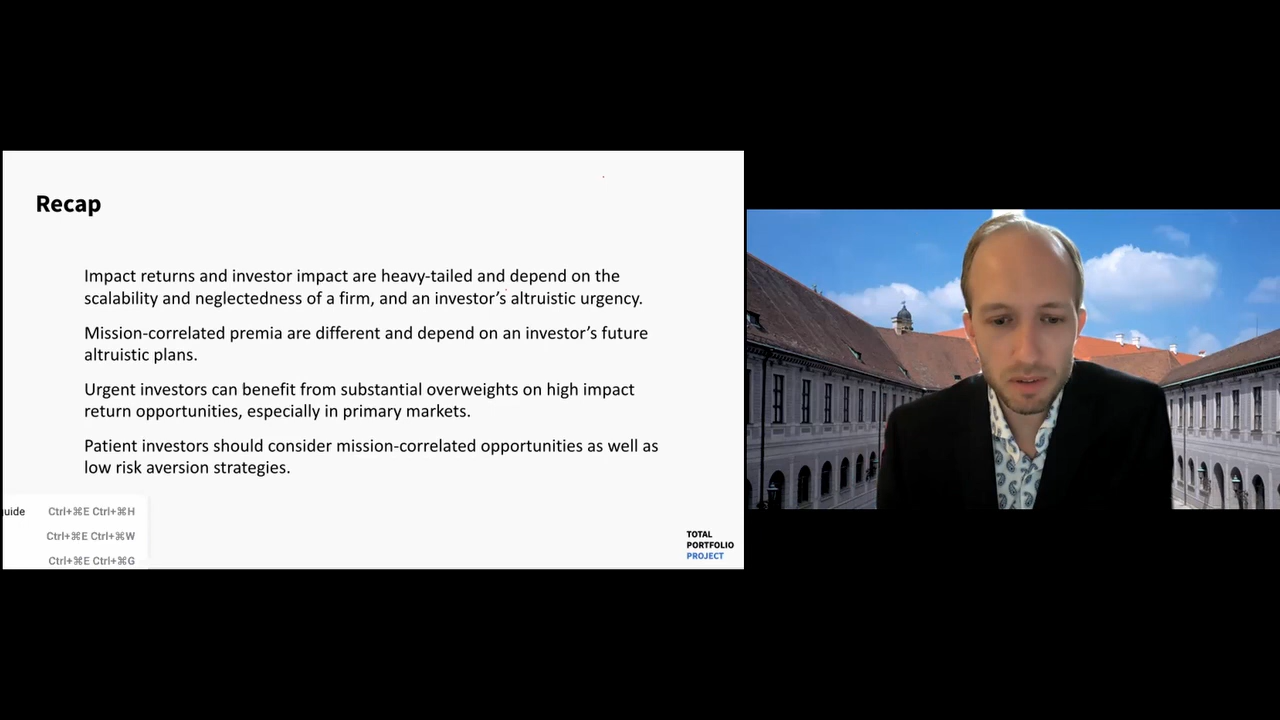 Recap
Impact returns and investor impact are heavy-tailed and depend on the
scalability and neglectedness of a firm, and an investor's altruistic urgency.
Mission-correlated premia are different and depend on an investor's future
altruistic plans.
Urgent investors can benefit from substantial overweights on high impact
return opportunities, especially in primary markets.
Patient investors should consider mission-correlated opportunities as well as
low risk aversion strategies.
Ctrl+⌘E Ctrl+⌘H
Ctrl+⌘E Ctrl+⌘W
Ctrl+⌘E Ctrl+⌘G
TOTAL
PORTFOLIO
PROJECT